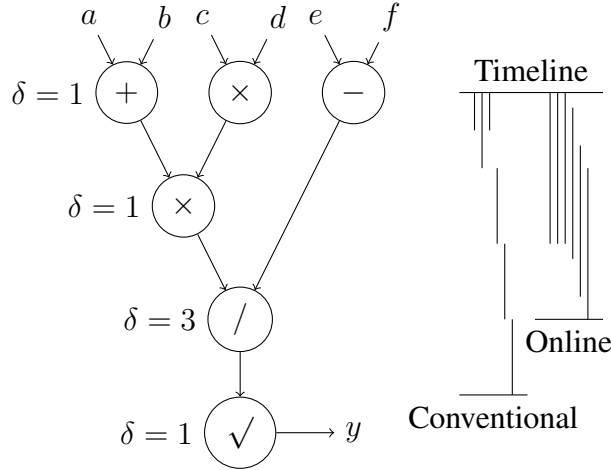 a b c d e f
Timeline
δ = 1 + × −
δ = 1 ×
δ = 3 /
Online
Conventional
δ = 1 √ y